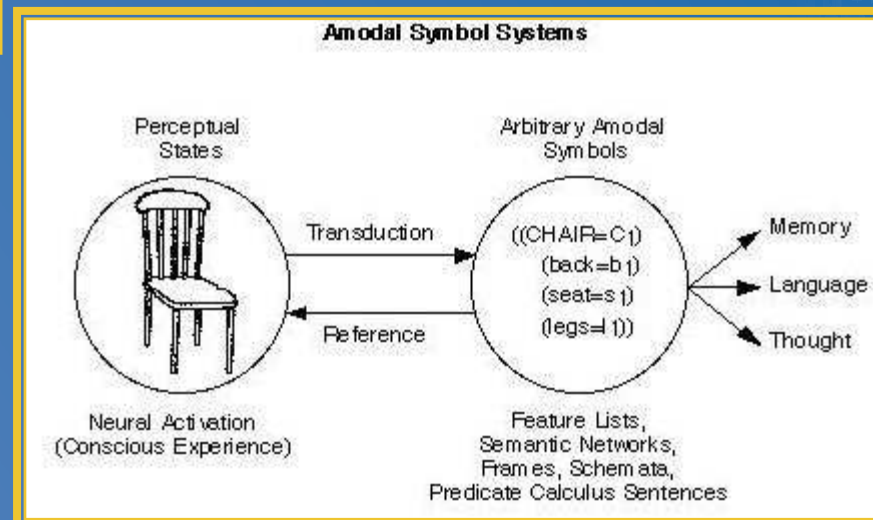 Amodal Symbol Systems
Perceptual
States
Arbitrary Amodal
Symbols
Transduction
Reference
((CHAIR=C1)
(back=b1)
(seat=s1)
(legs=l1))
Memory
Language
Thought
Neural Activation
(Conscious Experience)
Feature Lists,
Semantic Networks,
Frames, Schemata,
Predicate Calculus Sentences